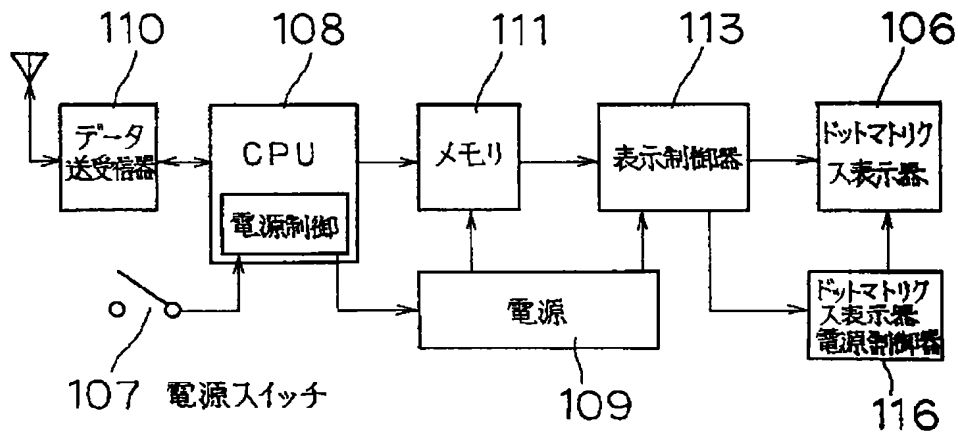 110
108
111
113
106
データ
送受信器
CPU
電源制御
メモリ
表示制御器
ドットマトリク
ス表示器
電源
ドットマトリク
ス表示器
電源制御器
107 電源スイッチ
109
116